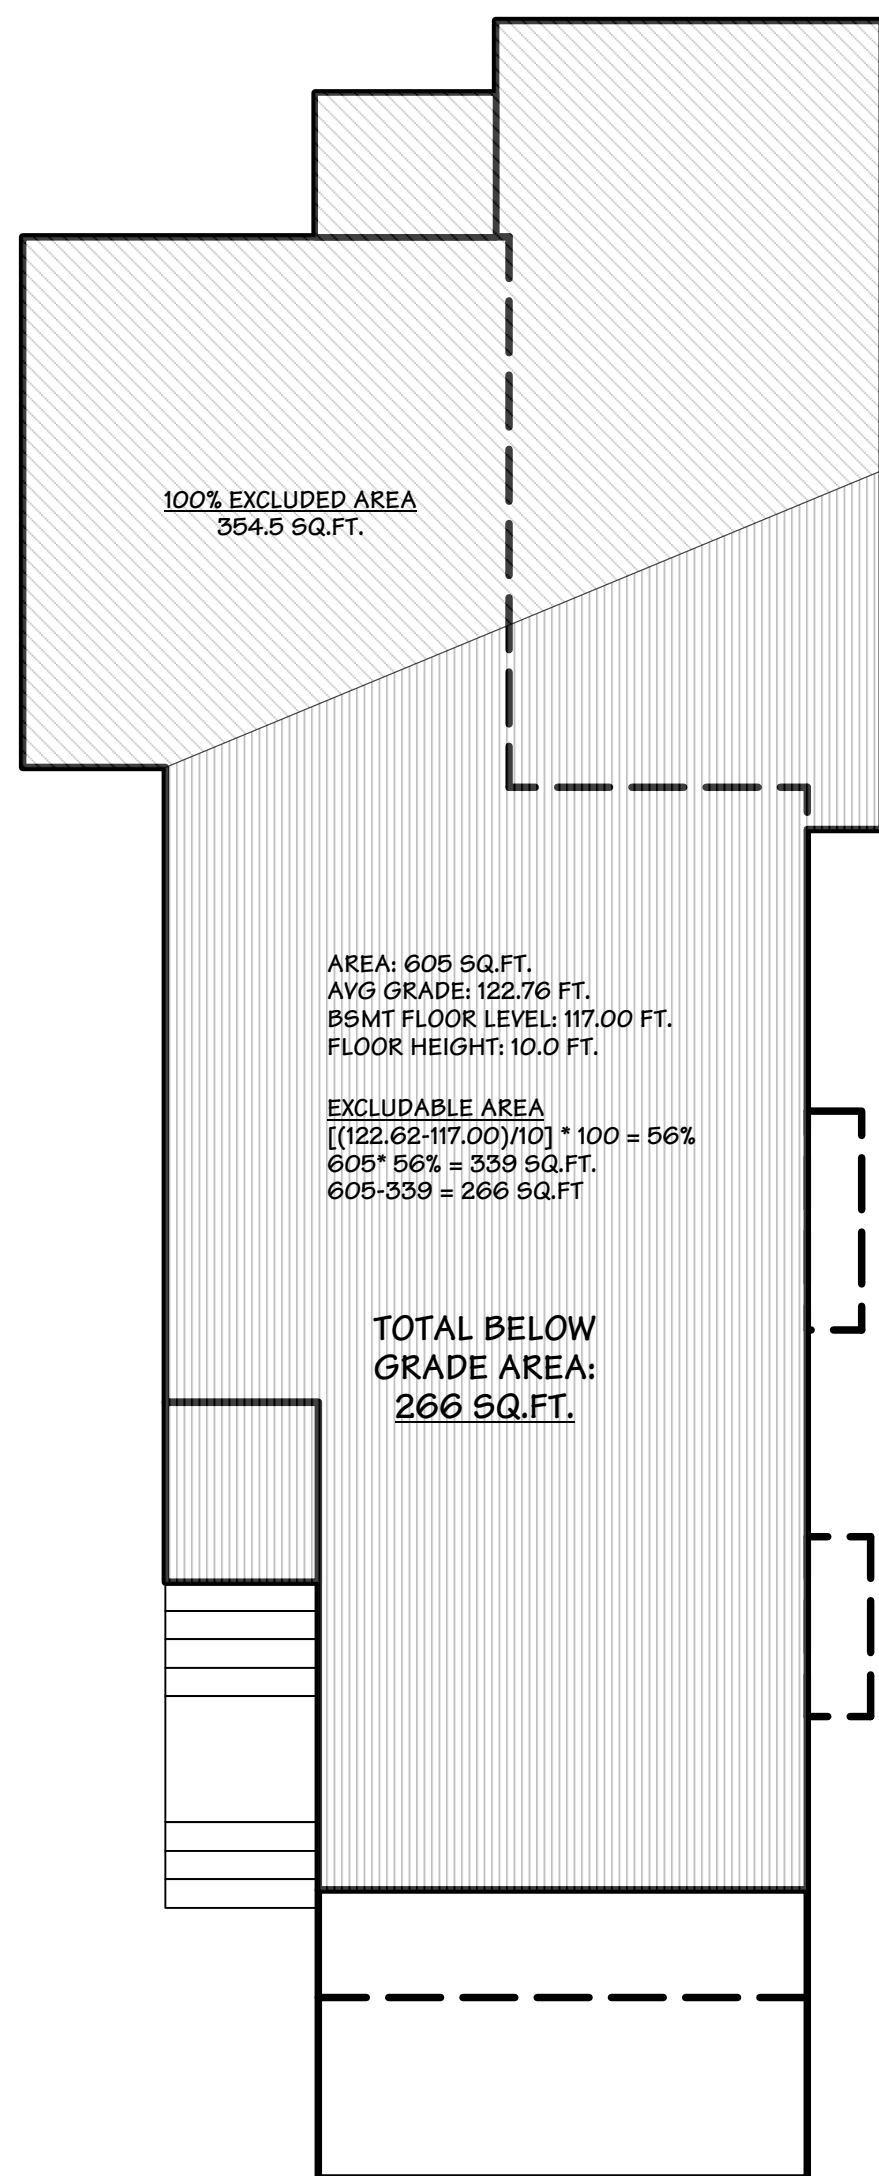 100% EXCLUDED AREA
354.5 SQ.FT.
AREA: 605 SQ.FT.
AVG GRADE: 122.76 FT.
BSMT FLOOR LEVEL: 117.00 FT.
FLOOR HEIGHT: 10.0 FT.
EXCLUDABLE AREA
[(122.62-117.00)/10] * 100 = 56%
605* 56% = 339 SQ.FT.
605-339 = 266 SQ.FT
TOTAL BELOW
GRADE AREA:
266 SQ.FT.